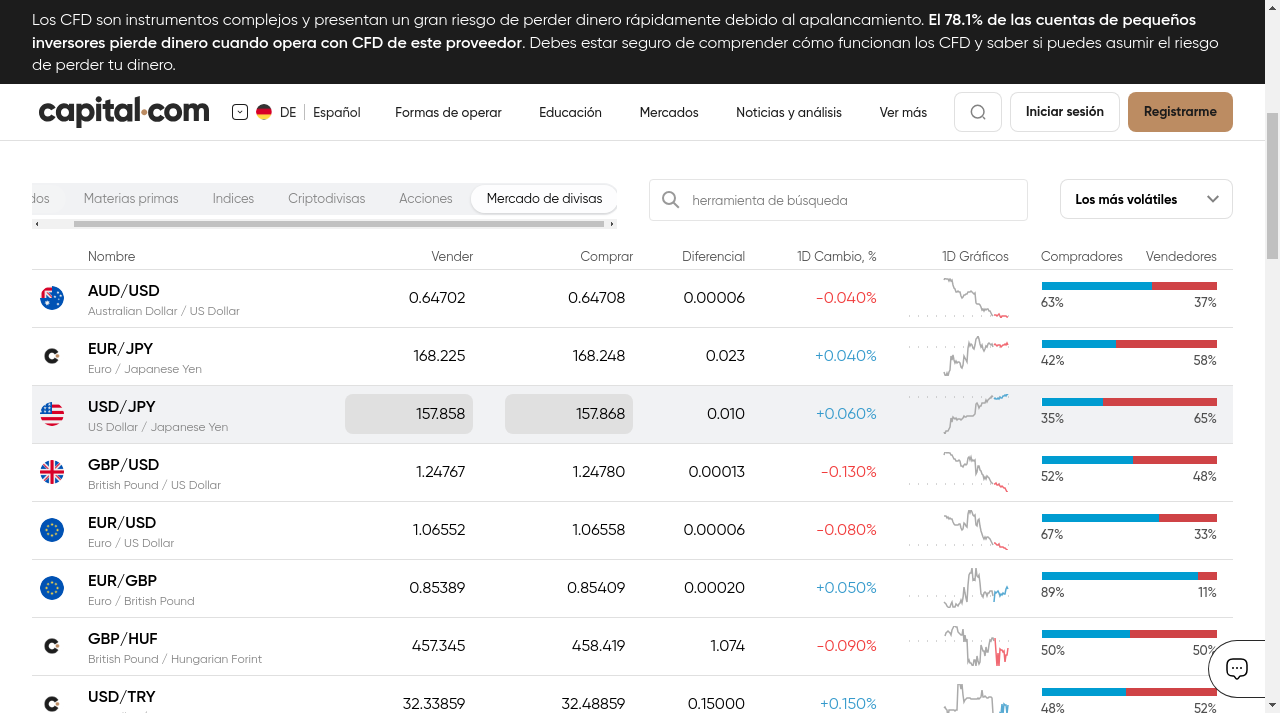 Los CFD son instrumentos complejos y presentan un gran riesgo de perder dinero rápidamente debido al apalancamiento. El 78.1% de las cuentas de pequeños
inversores pierde dinero cuando opera con CFD de este proveedor. Debes estar seguro de comprender cómo funcionan los CFD y saber si puedes asumir el riesgo
de perder tu dinero.
capital.com DE Español Formas de operar Educación Mercados Noticias y análisis Ver más Iniciar sesión Registrarme
dos Materias primas Indices Criptodivisas Acciones Mercado de divisas herramienta de búsqueda Los más volátiles
Nombre Vender Comprar Diferencial 1D Cambio, % 1D Gráficos Compradores Vendedores
AUD/USD 0.64702 0.64708 0.00006 -0.040% 63% 37%
Australian Dollar / US Dollar
EUR/JPY 168.225 168.248 0.023 +0.040% 42% 58%
Euro / Japanese Yen
USD/JPY 157.858 157.868 0.010 +0.060% 35% 65%
US Dollar / Japanese Yen
GBP/USD 1.24767 1.24780 0.00013 -0.130% 52% 48%
British Pound / US Dollar
EUR/USD 1.06552 1.06558 0.00006 -0.080% 67% 33%
Euro / US Dollar
EUR/GBP 0.85389 0.85409 0.00020 +0.050% 89% 11%
Euro / British Pound
GBP/HUF 457.345 458.419 1.074 -0.090% 50% 50%
British Pound / Hungarian Forint
USD/TRY 32.33859 32.48859 0.15000 +0.150% 48% 52%